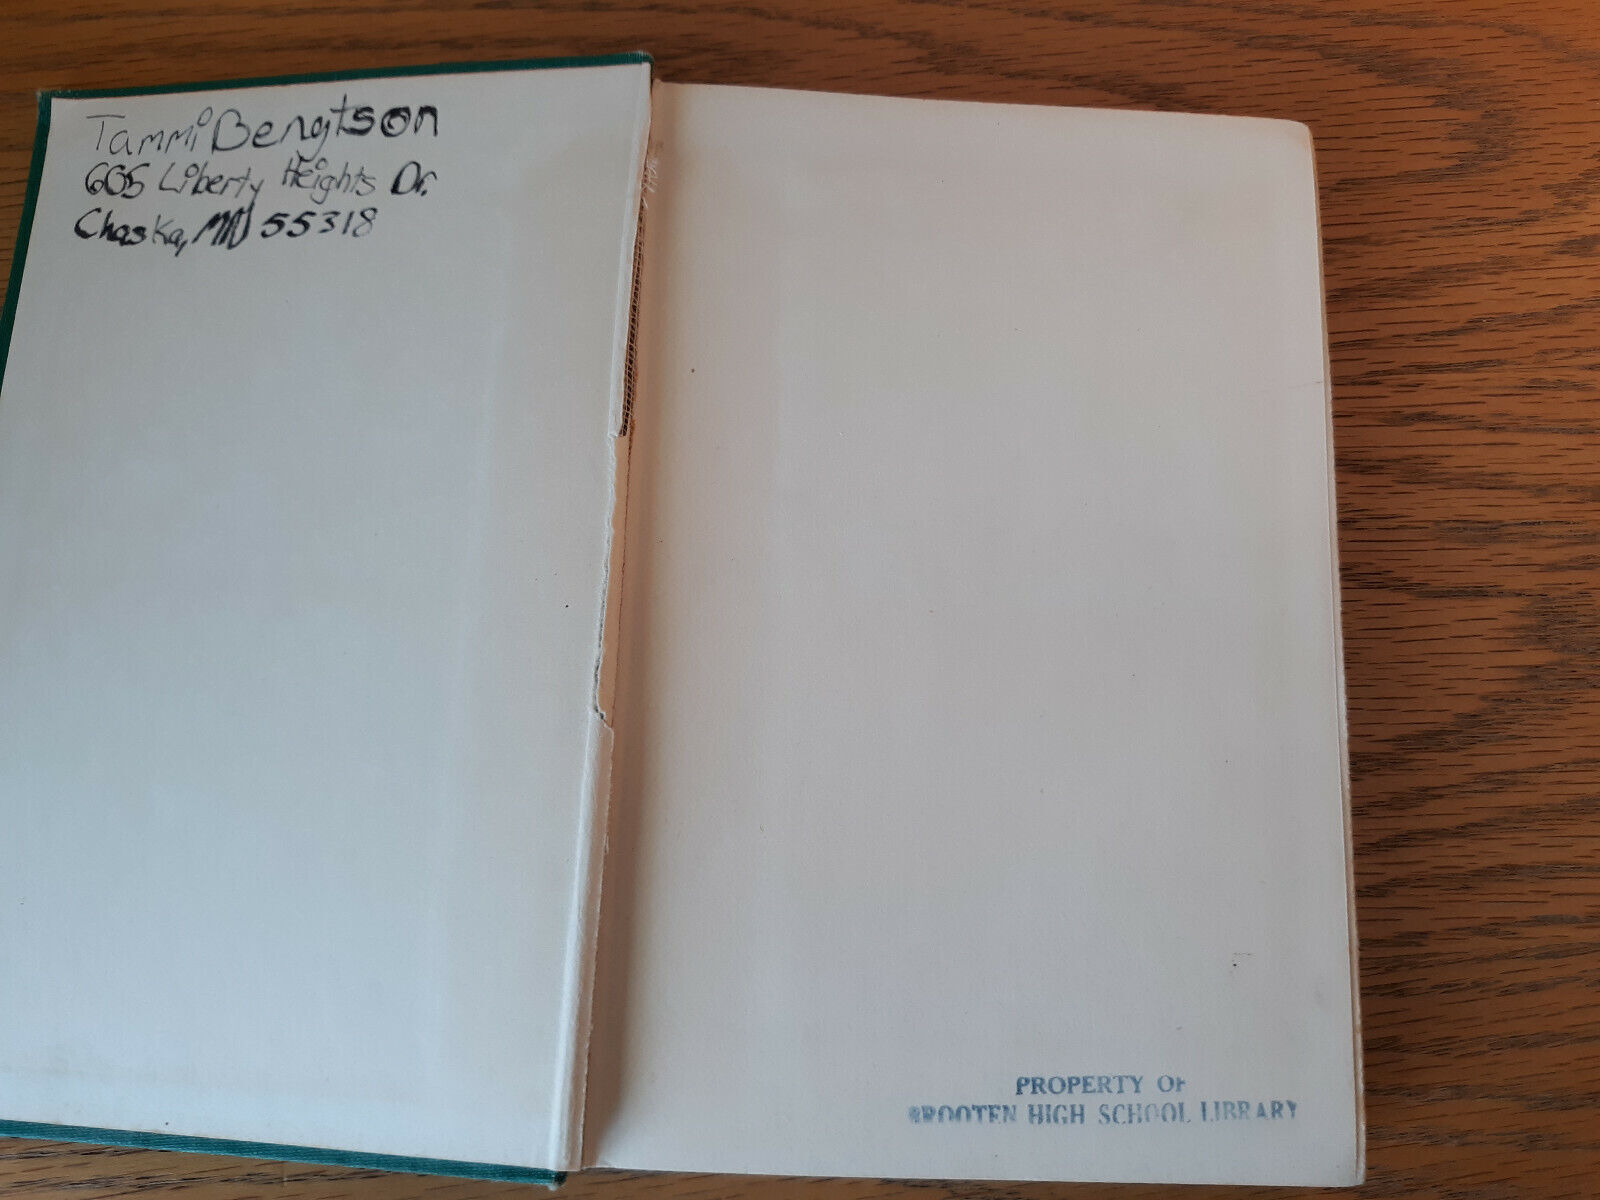 Tammi Bengtson
605 Liberty Heights Dr.
Chaska, MN 55318
PROPERTY OF
BROOTEN HIGH SCHOOL LIBRARY